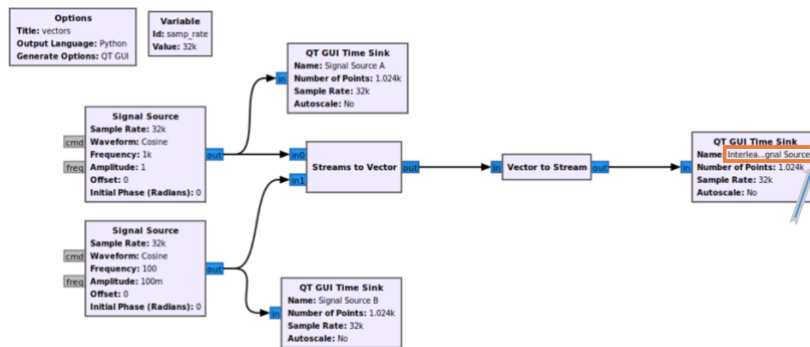 Options
Title: vectors
Output Language: Python
Generate Options: QT GUI
Variable
Id: samp_rate
Value: 32k
QT GUI Time Sink
Name: Signal Source A
Number of Points: 1.024k
Sample Rate: 32k
Autoscale: No
in
Signal Source
Sample Rate: 32k
Waveform: Cosine
Frequency: 1k
Amplitude: 1
Offset: 0
Initial Phase (Radians): 0
cmd
freq
out
in0
in1
Streams to Vector
out
in
Vector to Stream
out
in
QT GUI Time Sink
Name: Interlea...gnal Source
Number of Points: 1.024k
Sample Rate: 32k
Autoscale: No
Signal Source
Sample Rate: 32k
Waveform: Cosine
Frequency: 100
Amplitude: 100m
Offset: 0
Initial Phase (Radians): 0
cmd
freq
out
in
QT GUI Time Sink
Name: Signal Source B
Number of Points: 1.024k
Sample Rate: 32k
Autoscale: No